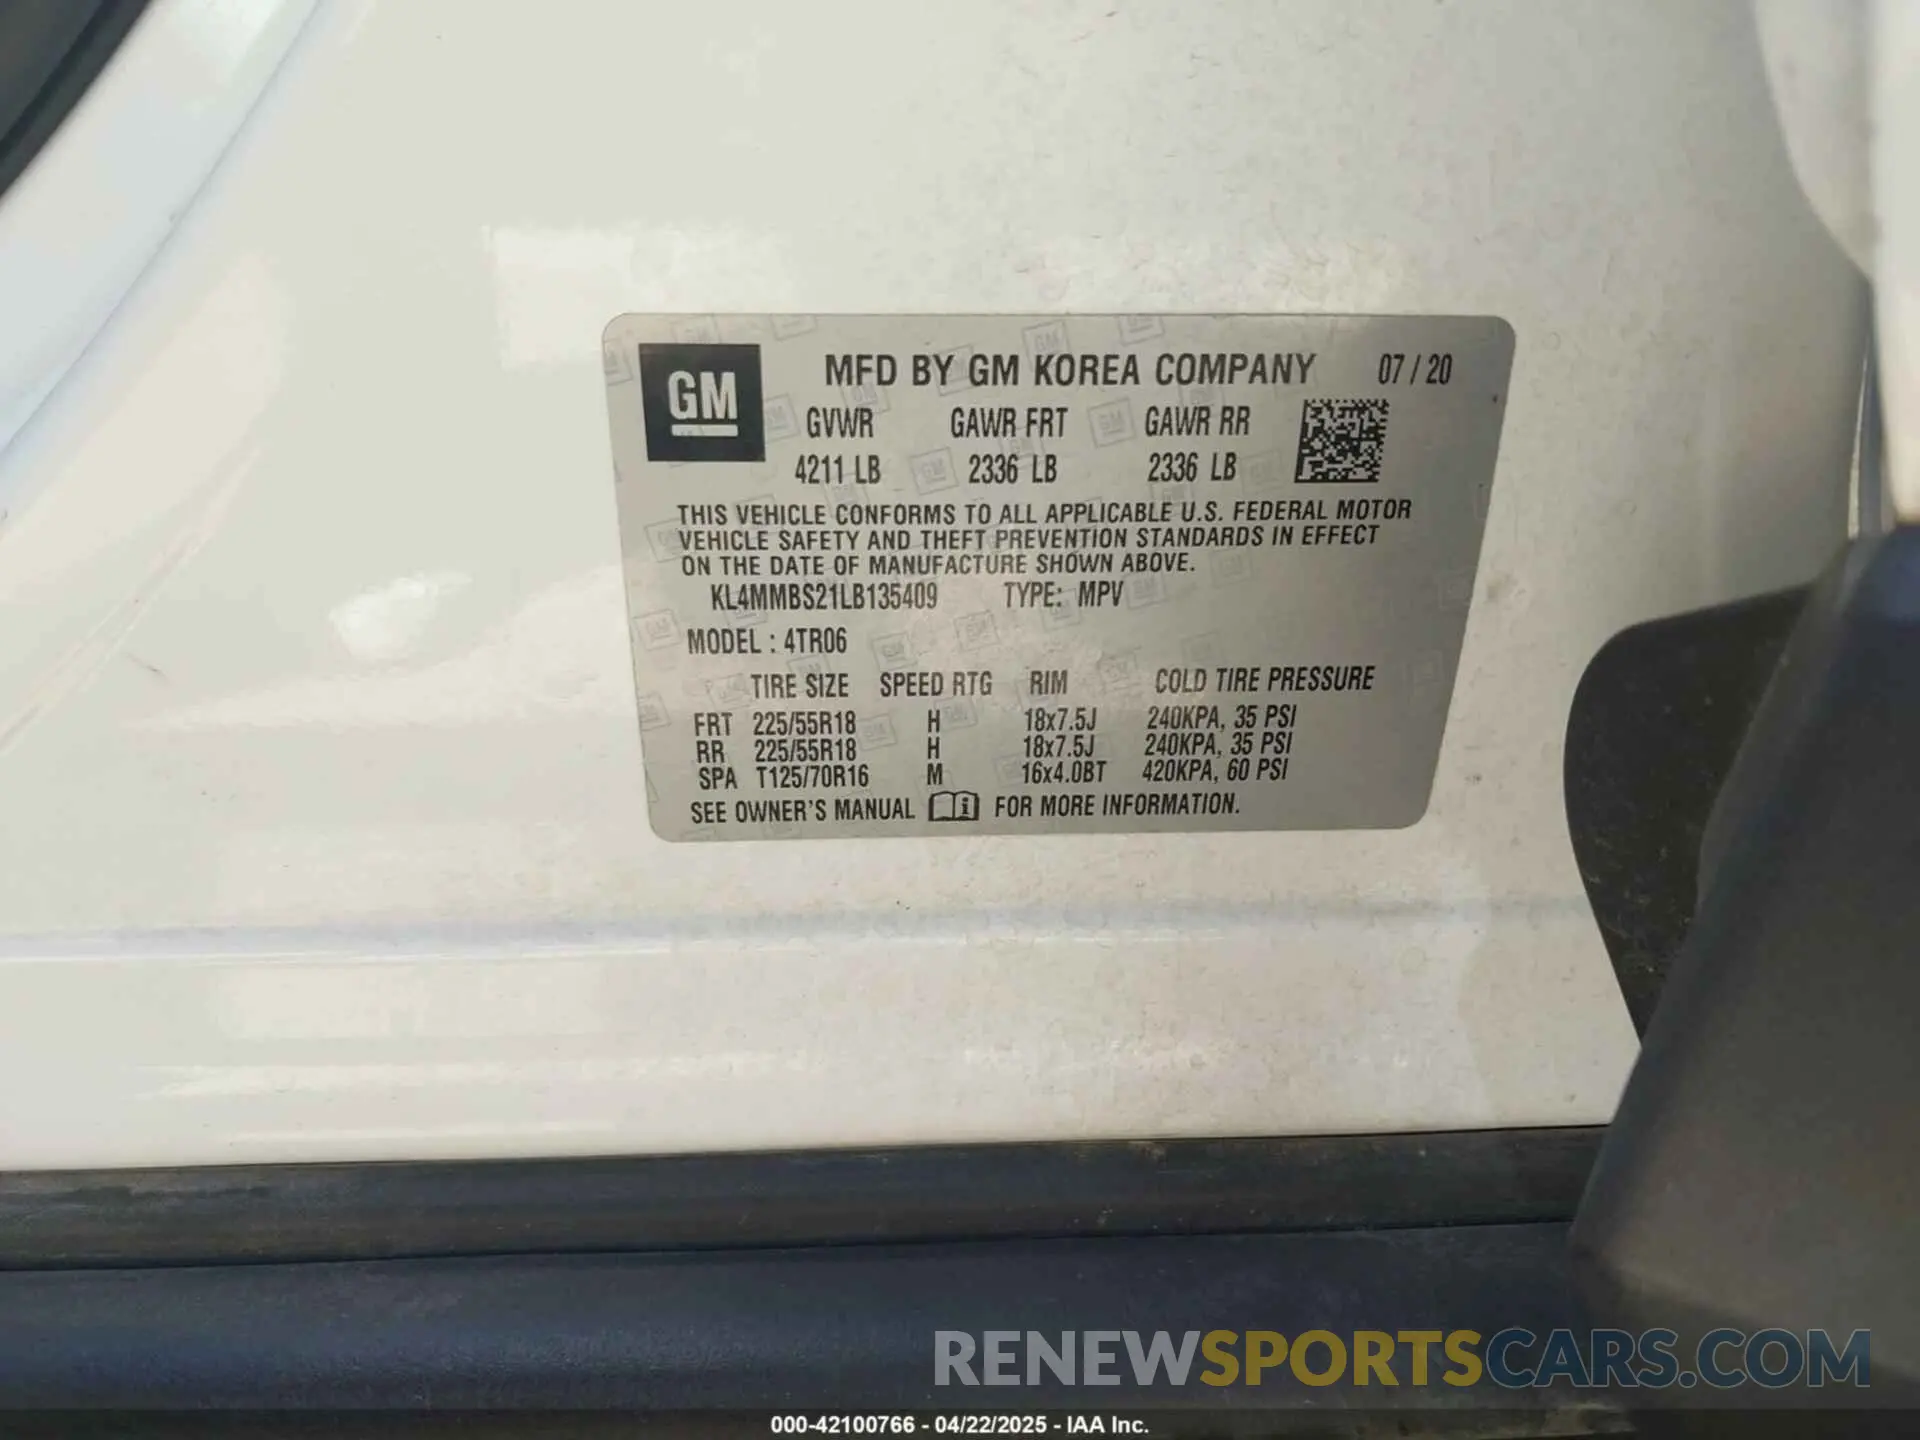 GM
MFD BY GM KOREA COMPANY 07 / 20
GVWR GAWR FRT GAWR RR
4211 LB 2336 LB 2336 LB
THIS VEHICLE CONFORMS TO ALL APPLICABLE U.S. FEDERAL MOTOR
VEHICLE SAFETY AND THEFT PREVENTION STANDARDS IN EFFECT
ON THE DATE OF MANUFACTURE SHOWN ABOVE.
KL4MMBS21LB135409 TYPE: MPV
MODEL : 4TR06
TIRE SIZE SPEED RTG RIM COLD TIRE PRESSURE
FRT 225/55R18 H 18x7.5J 240KPA, 35 PSI
RR 225/55R18 H 18x7.5J 240KPA, 35 PSI
SPA T125/70R16 M 16x4.0BT 420KPA, 60 PSI
SEE OWNER'S MANUAL i FOR MORE INFORMATION.
RENEWSPORTSCARS.COM
000-42100766 - 04/22/2025 - IAA Inc.